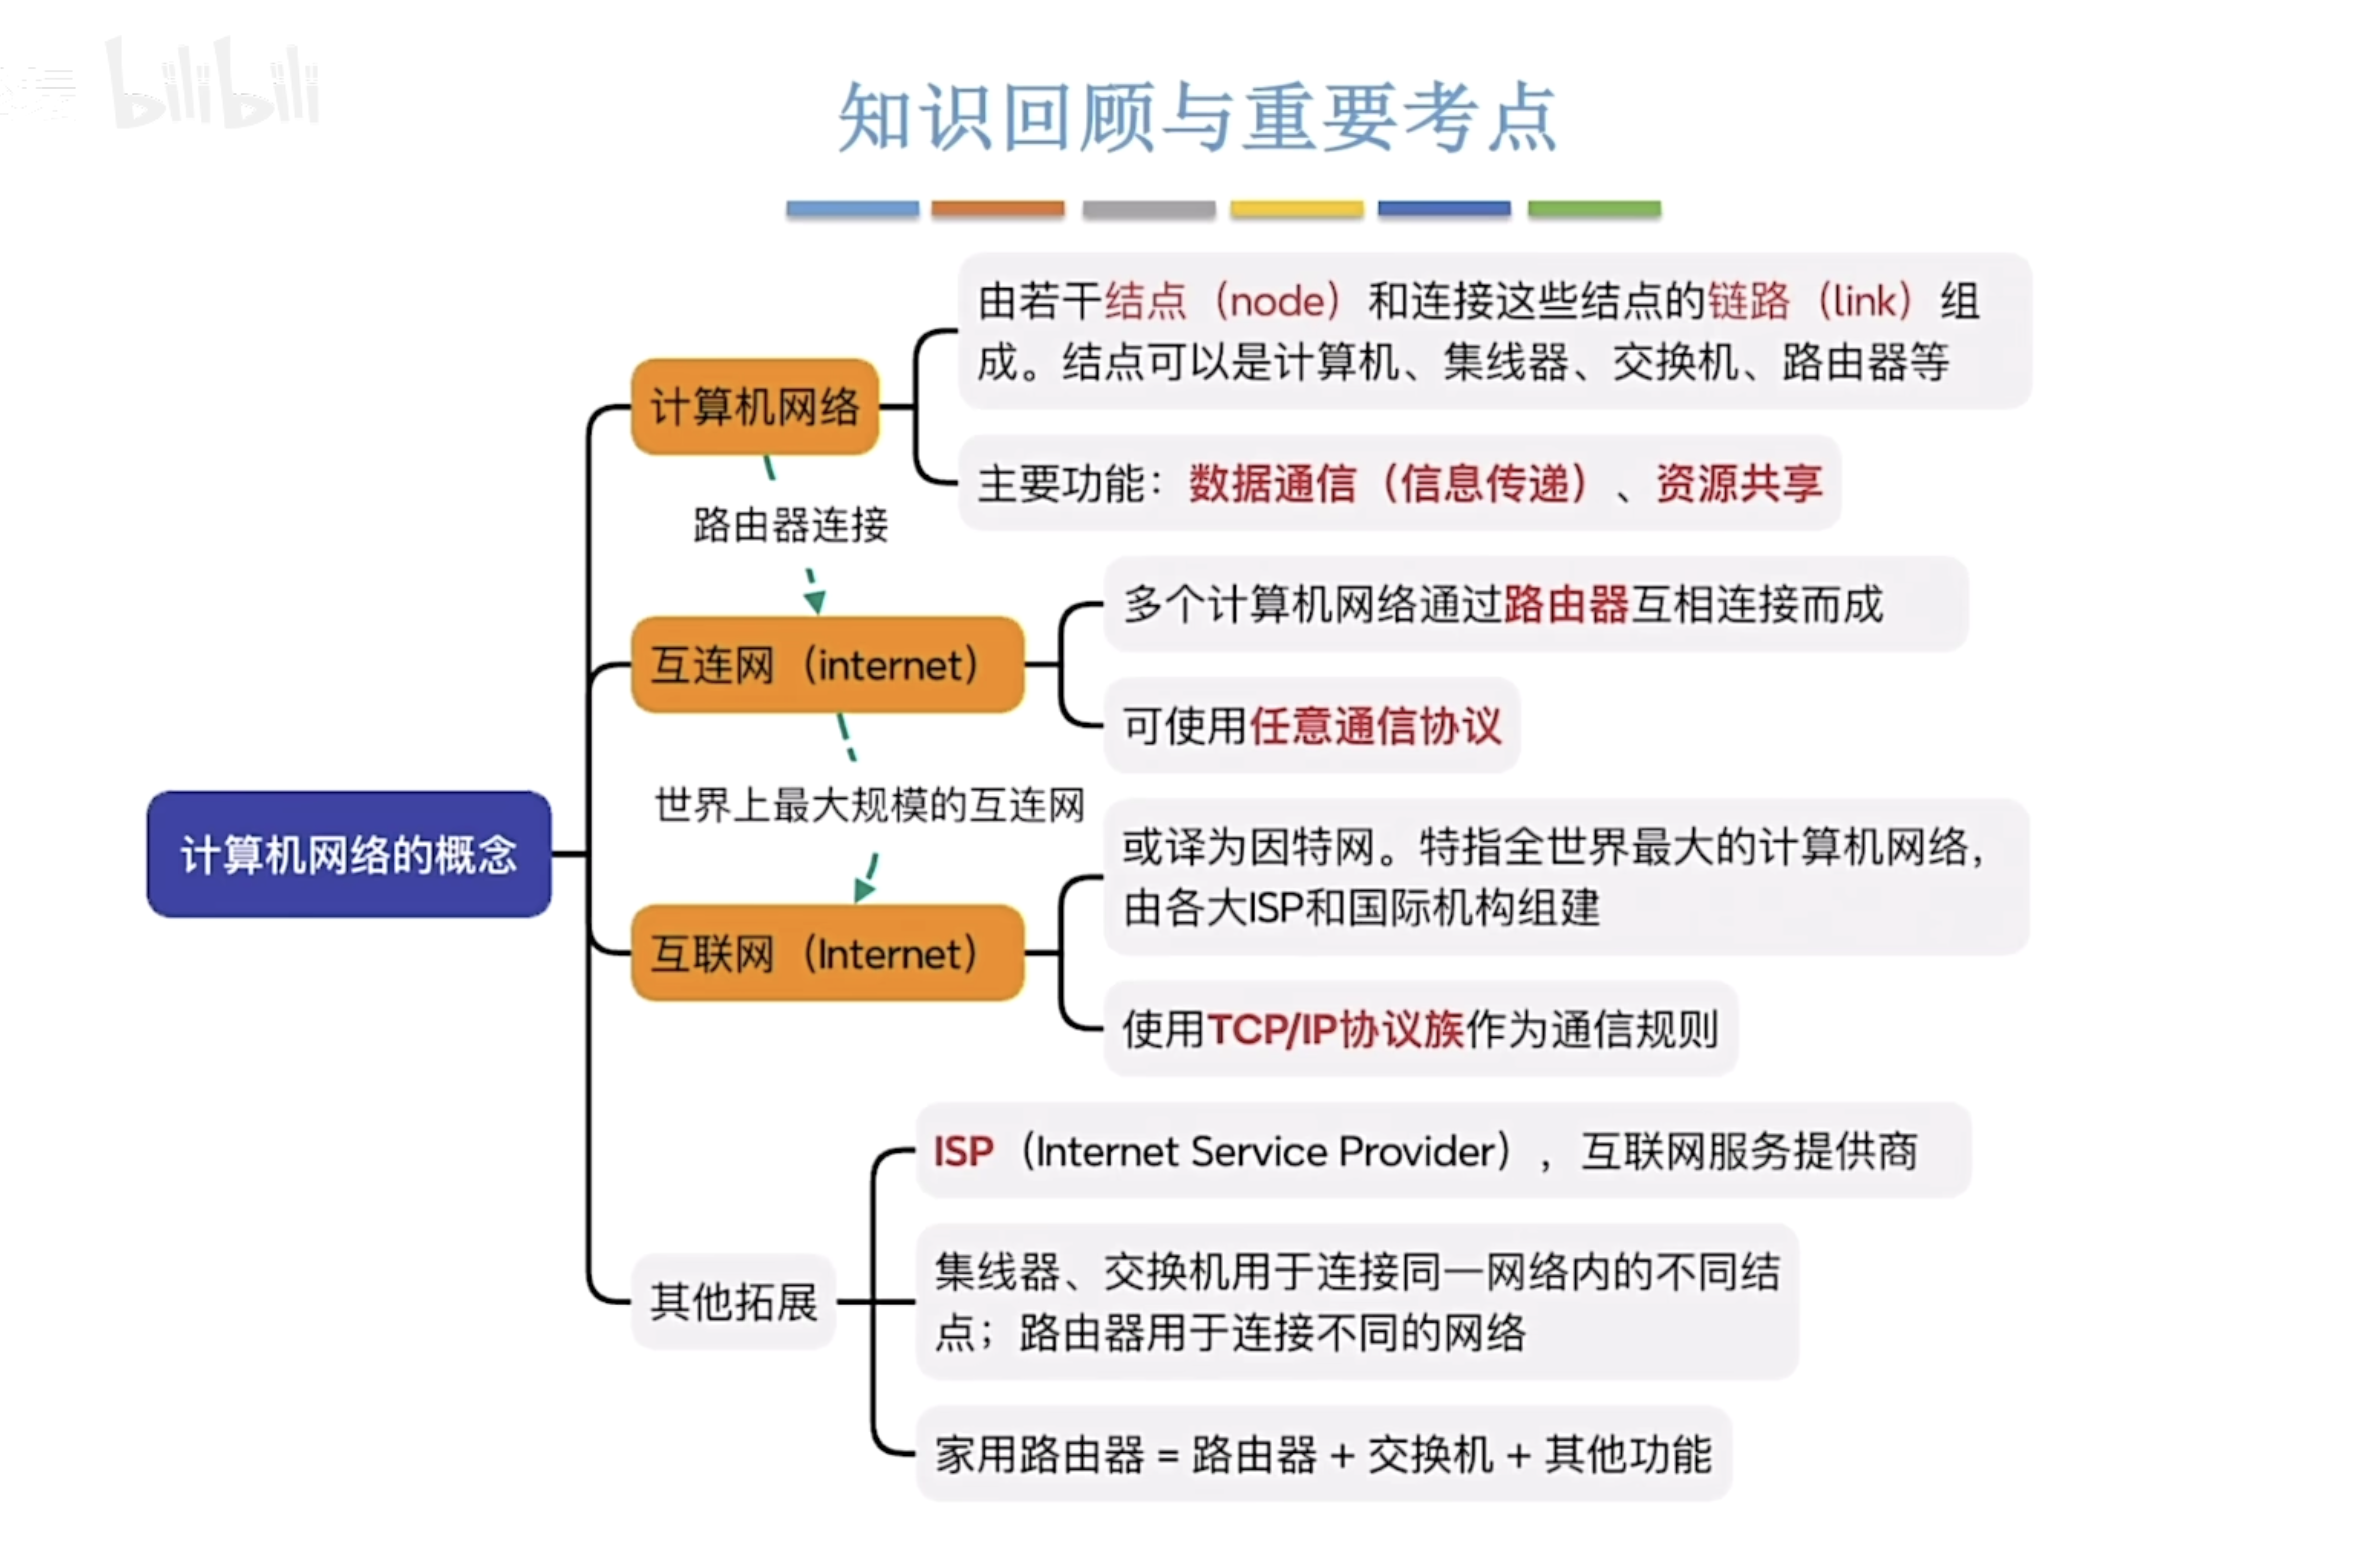 bilibili
知识回顾与重要考点
由若干结点（node）和连接这些结点的链路（link）组
成。结点可以是计算机、集线器、交换机、路由器等
计算机网络
主要功能：数据通信（信息传递）、资源共享
路由器连接
多个计算机网络通过路由器互相连接而成
互连网（internet）
可使用任意通信协议
世界上最大规模的互连网
计算机网络的概念
或译为因特网。特指全世界最大的计算机网络，
由各大ISP和国际机构组建
互联网（Internet）
使用TCP/IP协议族作为通信规则
ISP（Internet Service Provider），互联网服务提供商
其他拓展
集线器、交换机用于连接同一网络内的不同结
点；路由器用于连接不同的网络
家用路由器 = 路由器 + 交换机 + 其他功能